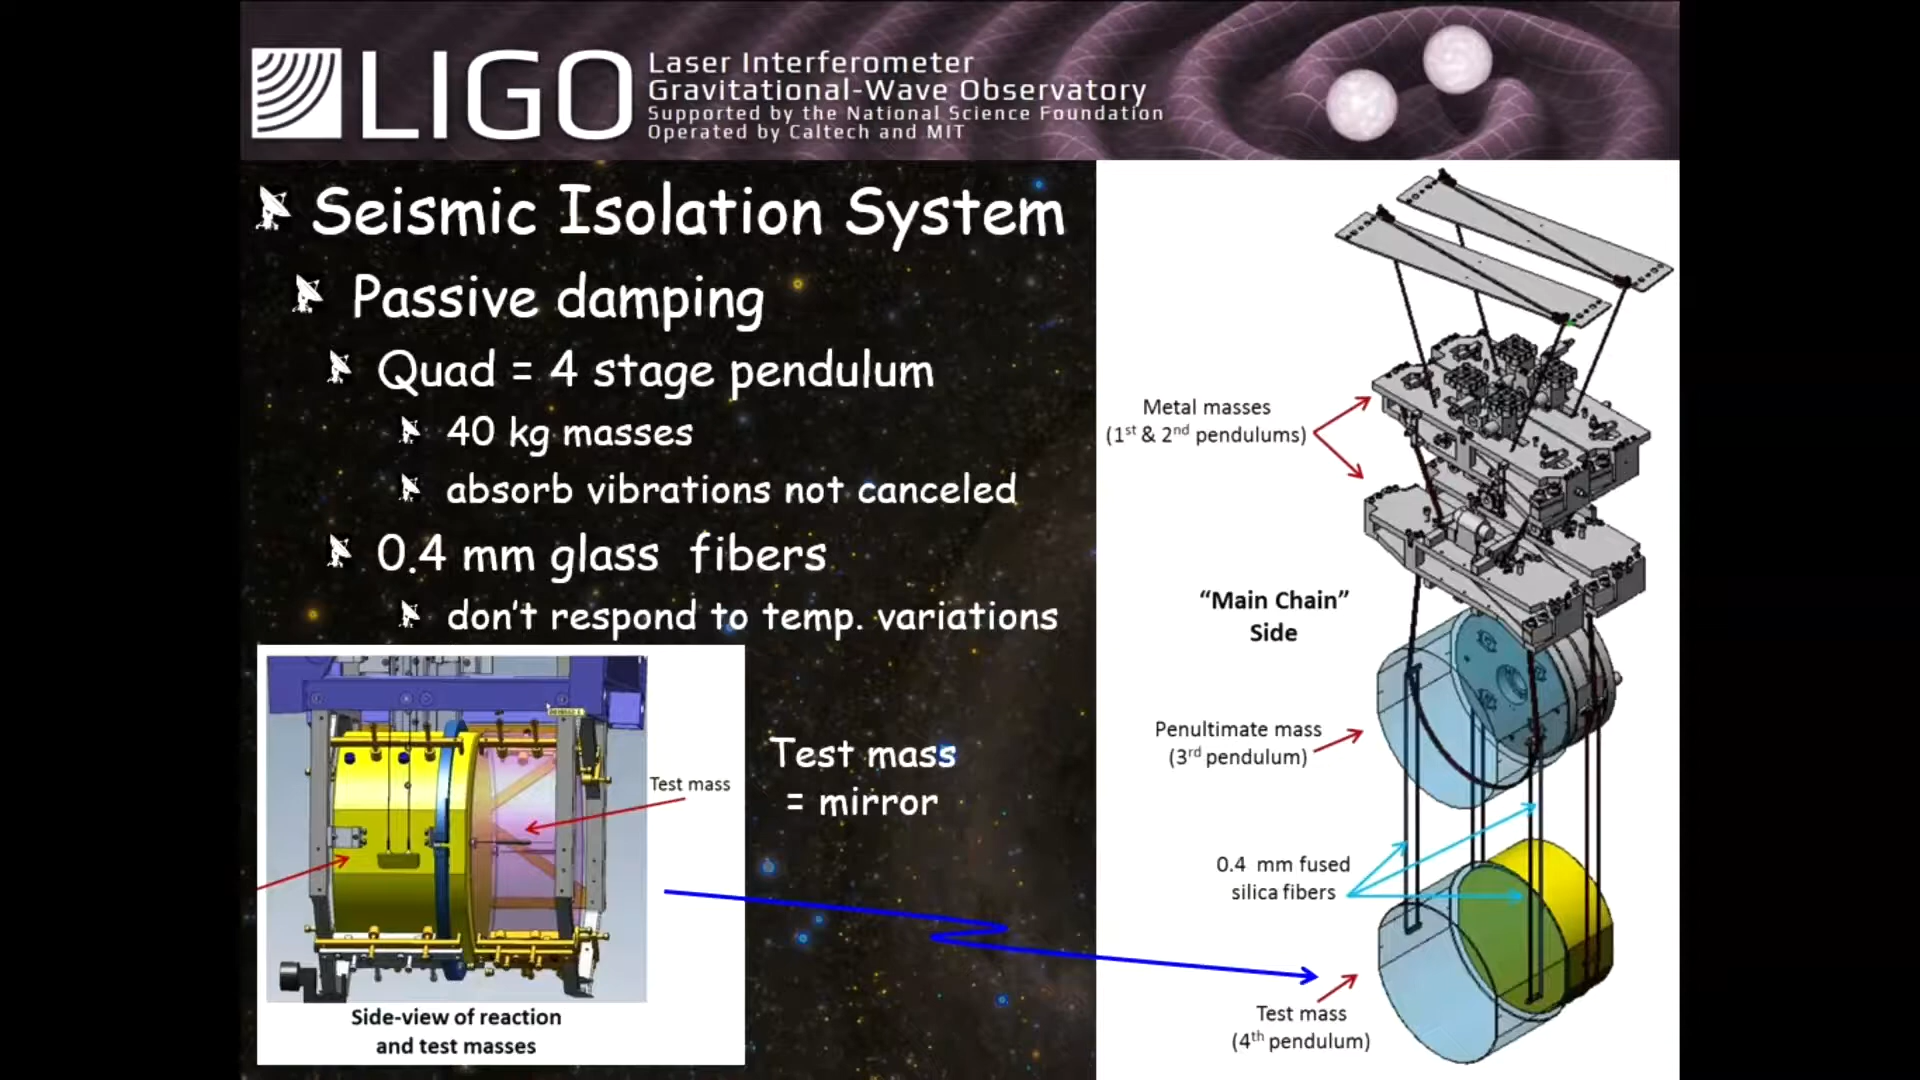 LIGO
Laser Interferometer
Gravitational-Wave Observatory
Supported by the National Science Foundation
Operated by Caltech and MIT
Seismic Isolation System
Passive damping
Quad = 4 stage pendulum
40 kg masses
absorb vibrations not canceled
0.4 mm glass fibers
don't respond to temp. variations
Test mass
Side-view of reaction
and test masses
Test mass
= mirror
Metal masses
(1st & 2nd pendulums)
"Main Chain"
Side
Penultimate mass
(3rd pendulum)
0.4 mm fused
silica fibers
Test mass
(4th pendulum)